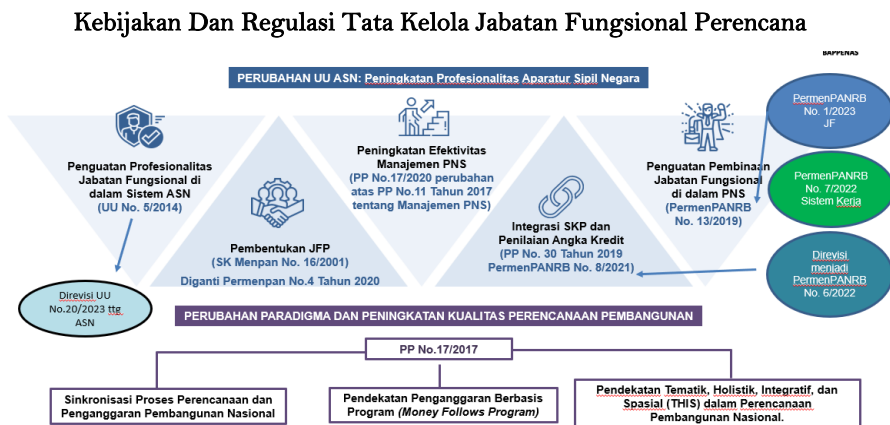 Kebijakan Dan Regulasi Tata Kelola Jabatan Fungsional Perencana
BAPPENAS
PERUBAHAN UU ASN: Peningkatan Profesionalitas Aparatur Sipil Negara
PermenPANRB
No. 1/2023
JF
Penguatan Profesionalitas
Jabatan Fungsional di
dalam Sistem ASN
(UU No. 5/2014)
Pembentukan JFP
(SK Menpan No. 16/2001)
Diganti Permenpan No.4 Tahun 2020
Peningkatan Efektivitas
Manajemen PNS
(PP No.17/2020 perubahan
atas PP No.11 Tahun 2017
tentang Manajemen PNS)
Integrasi SKP dan
Penilaian Angka Kredit
(PP No. 30 Tahun 2019
PermenPANRB No. 8/2021)
Penguatan Pembinaan
Jabatan Fungsional
di dalam PNS
(PermenPANRB
No. 13/2019)
PermenPANRB
No. 7/2022
Sistem Kerja
Direvisi
menjadi
PermenPANRB
No. 6/2022
Direvisi UU
No.20/2023 ttg
ASN
PERUBAHAN PARADIGMA DAN PENINGKATAN KUALITAS PERENCANAAN PEMBANGUNAN
PP No.17/2017
Sinkronisasi Proses Perencanaan dan
Penganggaran Pembangunan Nasional
Pendekatan Penganggaran Berbasis
Program (Money Follows Program)
Pendekatan Tematik, Holistik, Integratif, dan
Spasial (THIS) dalam Perencanaan
Pembangunan Nasional.